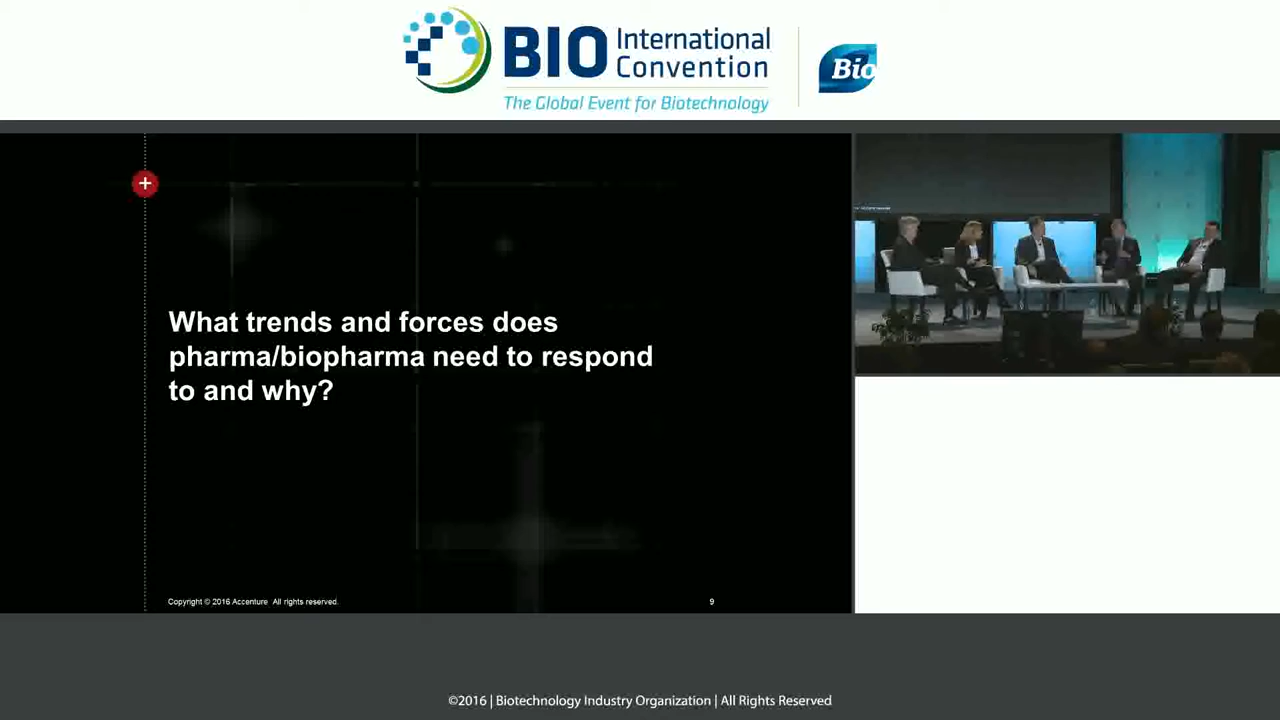 BIO International
Convention
The Global Event for Biotechnology
Bio
What trends and forces does
pharma/biopharma need to respond
to and why?
Copyright © 2016 Accenture All rights reserved.
9
©2016 | Biotechnology Industry Organization | All Rights Reserved